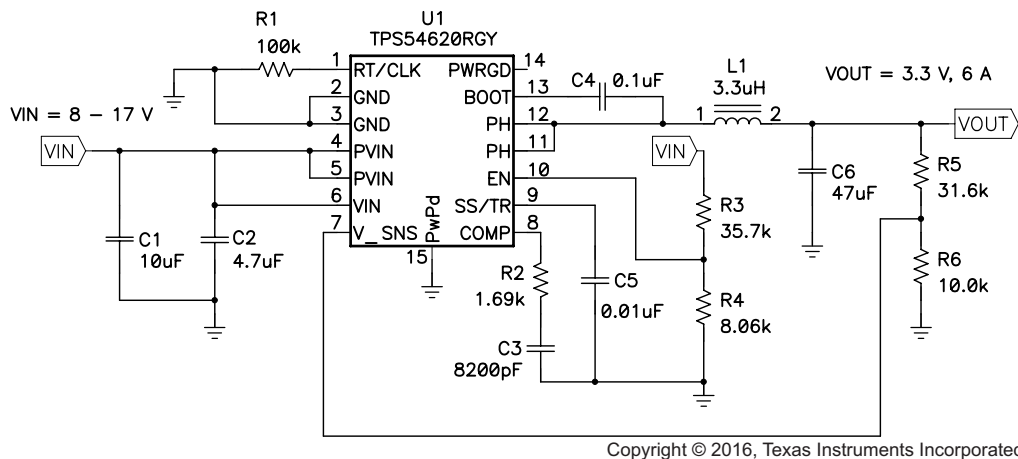 U1
TPS54620RGY
R1
100k
1 RT/CLK PWRGD 14
2 GND BOOT 13
3 GND PH 12
4 PVIN PH 11
5 PVIN EN 10
6 VIN SS/TR 9
7 V_SNS COMP 8
PwPd
15
VIN = 8 – 17 V
VIN
C1
10uF
C2
4.7uF
C4
0.1uF
L1
3.3uH
1 2
VOUT = 3.3 V, 6 A
VOUT
VIN
C6
47uF
R5
31.6k
R3
35.7k
R6
10.0k
R2
1.69k
C5
0.01uF
R4
8.06k
C3
8200pF
Copyright © 2016, Texas Instruments Incorporated